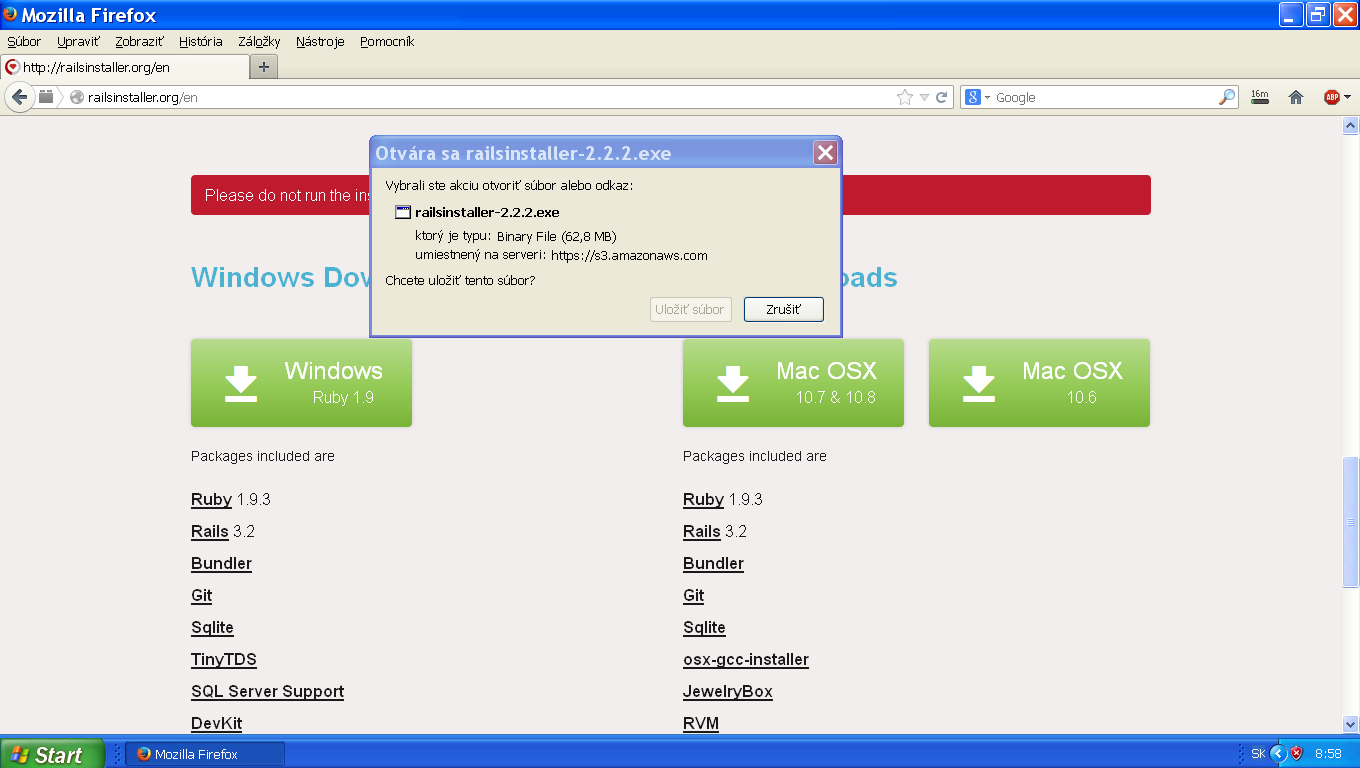 Mozilla Firefox
Súbor Upraviť Zobraziť História Záložky Nástroje Pomocník
http://railsinstaller.org/en
railsinstaller.org/en
8 Google
16m
ABP
Otvára sa railsinstaller-2.2.2.exe
Vybrali ste akciu otvoriť súbor alebo odkaz:
railsinstaller-2.2.2.exe
ktorý je typu: Binary File (62,8 MB)
umiestnený na serveri: https://s3.amazonaws.com
Chcete uložiť tento súbor?
Uložiť súbor Zrušiť
Please do not run the ins
Windows Dow
oads
Windows
Ruby 1.9
Mac OSX
10.7 & 10.8
Mac OSX
10.6
Packages included are
Ruby 1.9.3
Rails 3.2
Bundler
Git
Sqlite
TinyTDS
SQL Server Support
DevKit
Packages included are
Ruby 1.9.3
Rails 3.2
Bundler
Git
Sqlite
osx-gcc-installer
JewelryBox
RVM
Start
Mozilla Firefox
SK
8:58